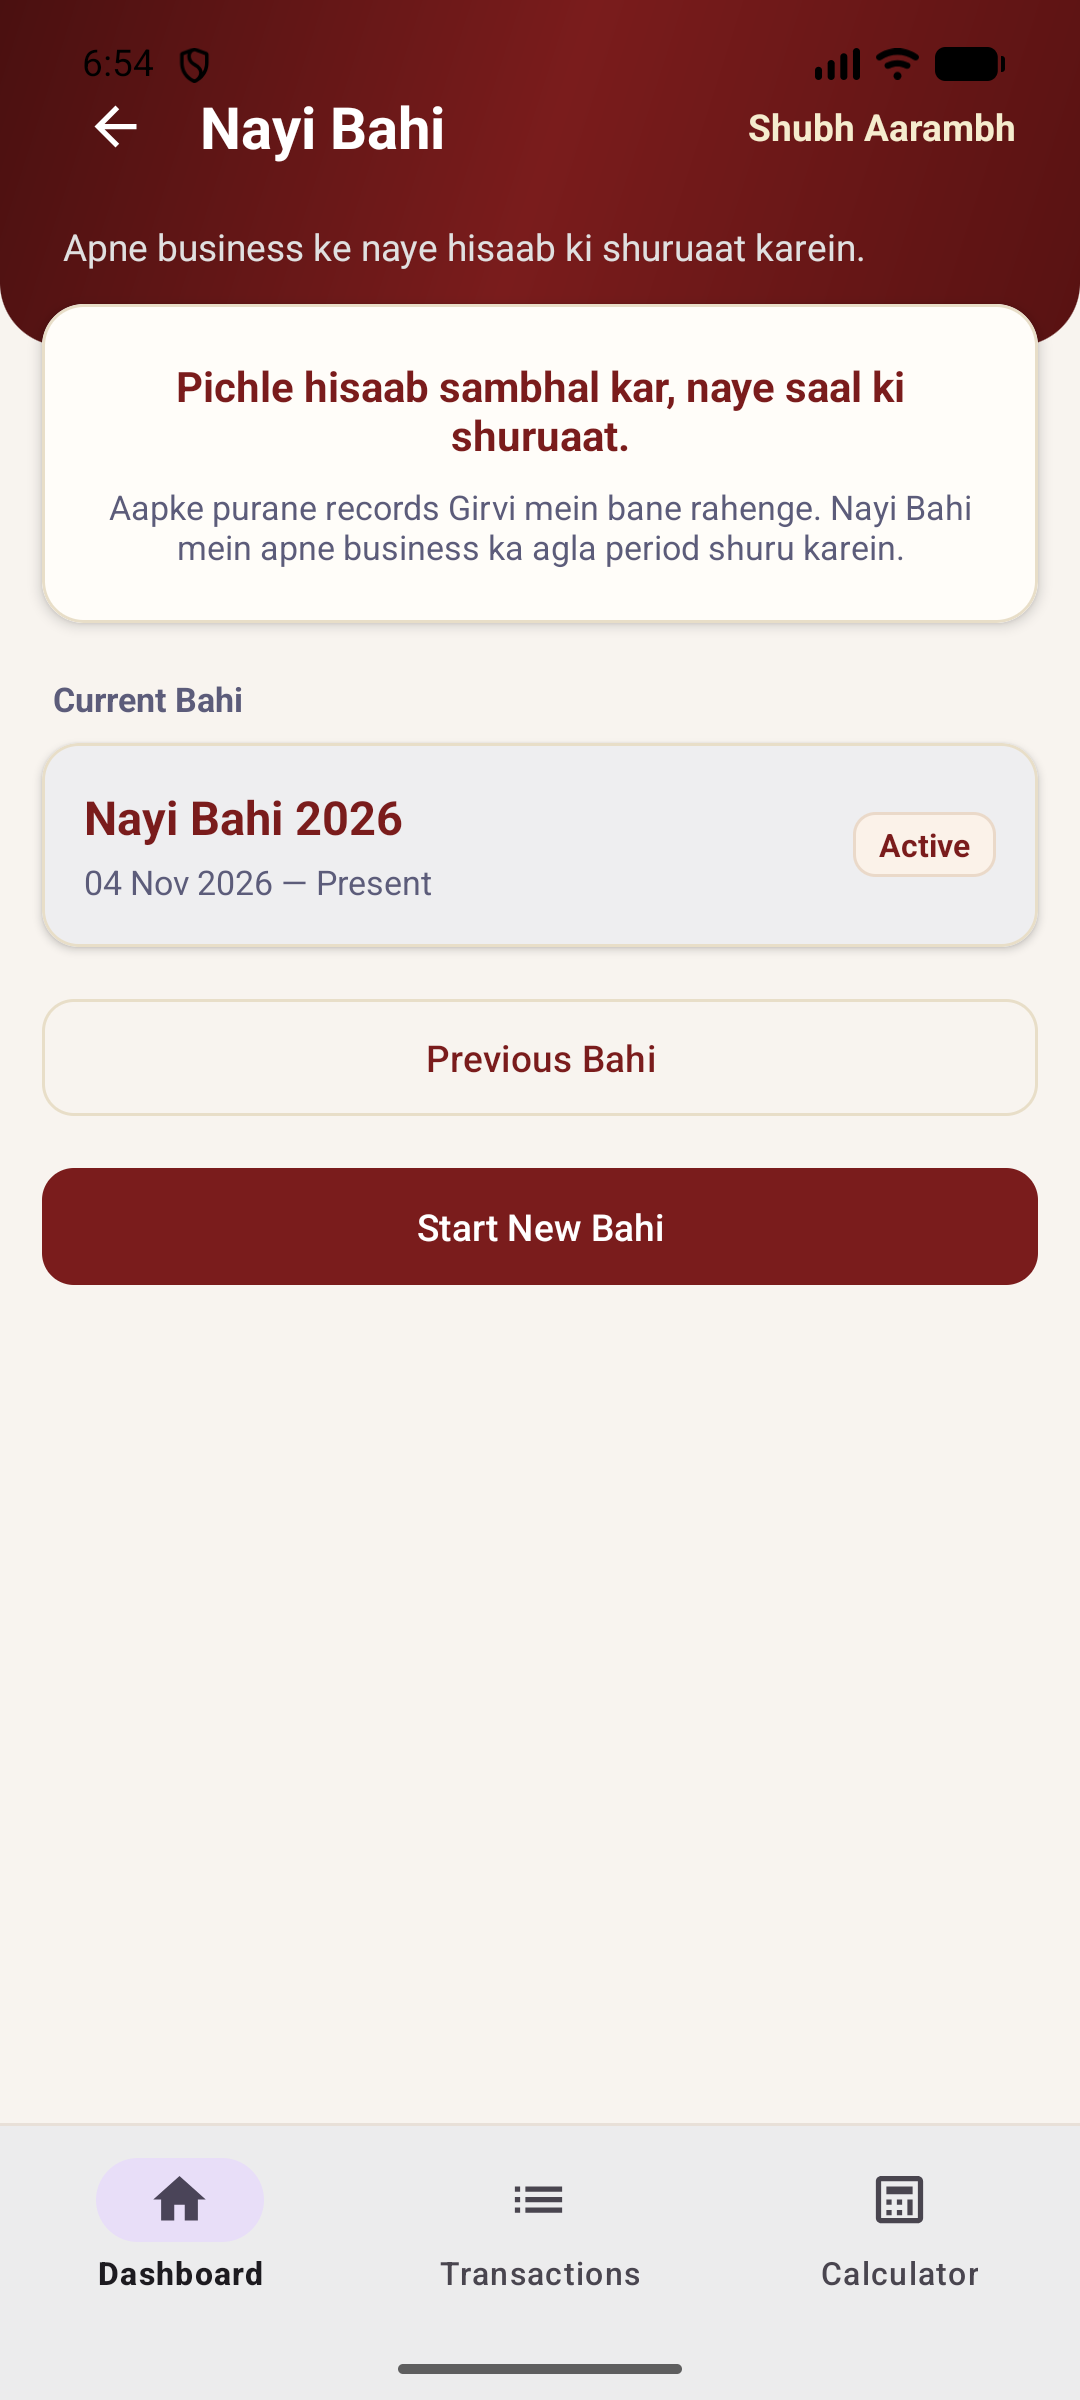 6:54
Nayi Bahi
Shubh Aarambh
Apne business ke naye hisaab ki shuruaat karein.
Pichle hisaab sambhal kar, naye saal ki
shuruaat.
Aapke purane records Girvi mein bane rahenge. Nayi Bahi
mein apne business ka agla period shuru karein.
Current Bahi
Nayi Bahi 2026
Active
04 Nov 2026 — Present
Previous Bahi
Start New Bahi
Dashboard
Transactions
Calculator